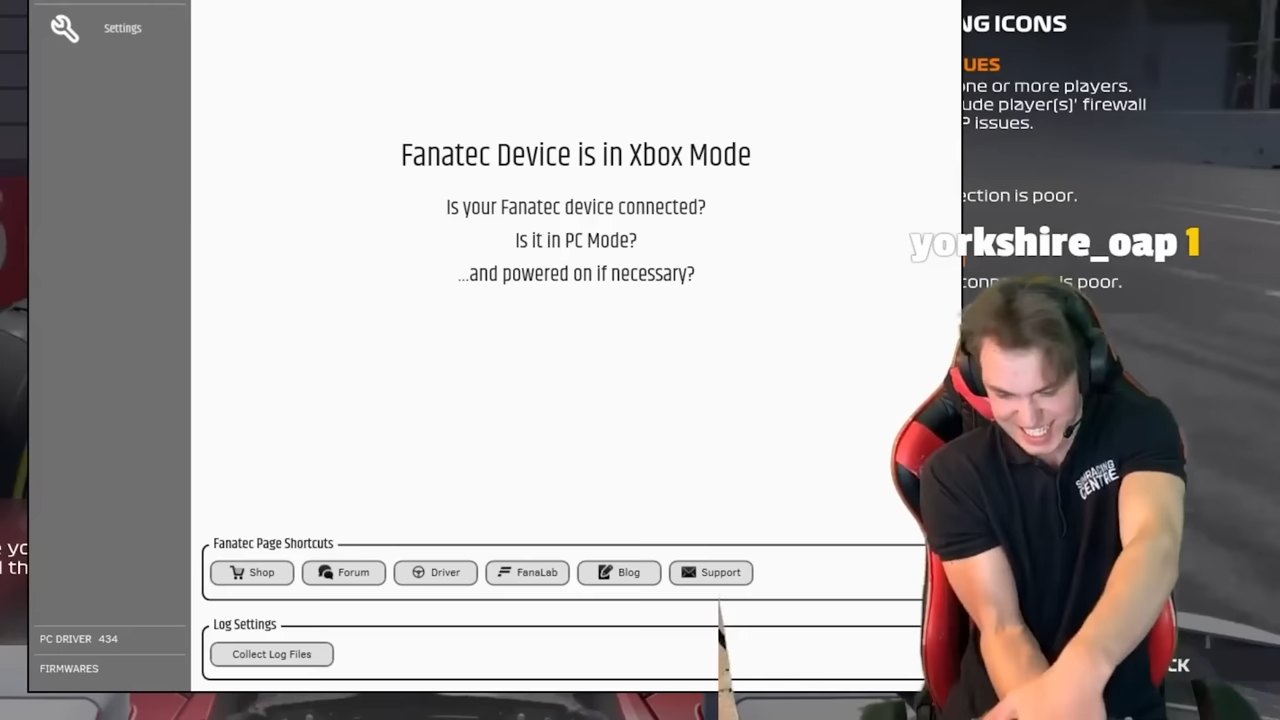 Settings
Fanatec Device is in Xbox Mode
Is your Fanatec device connected?
Is it in PC Mode?
...and powered on if necessary?
Fanatec Page Shortcuts
Shop Forum Driver FanaLab Blog Support
Log Settings
Collect Log Files
PC DRIVER 434
FIRMWARES
NG ICONS
UES
one or more players.
ude player(s)' firewall
P issues.
ection is poor.
yorkshire_oap 1
is poor.
CENTRE
CK